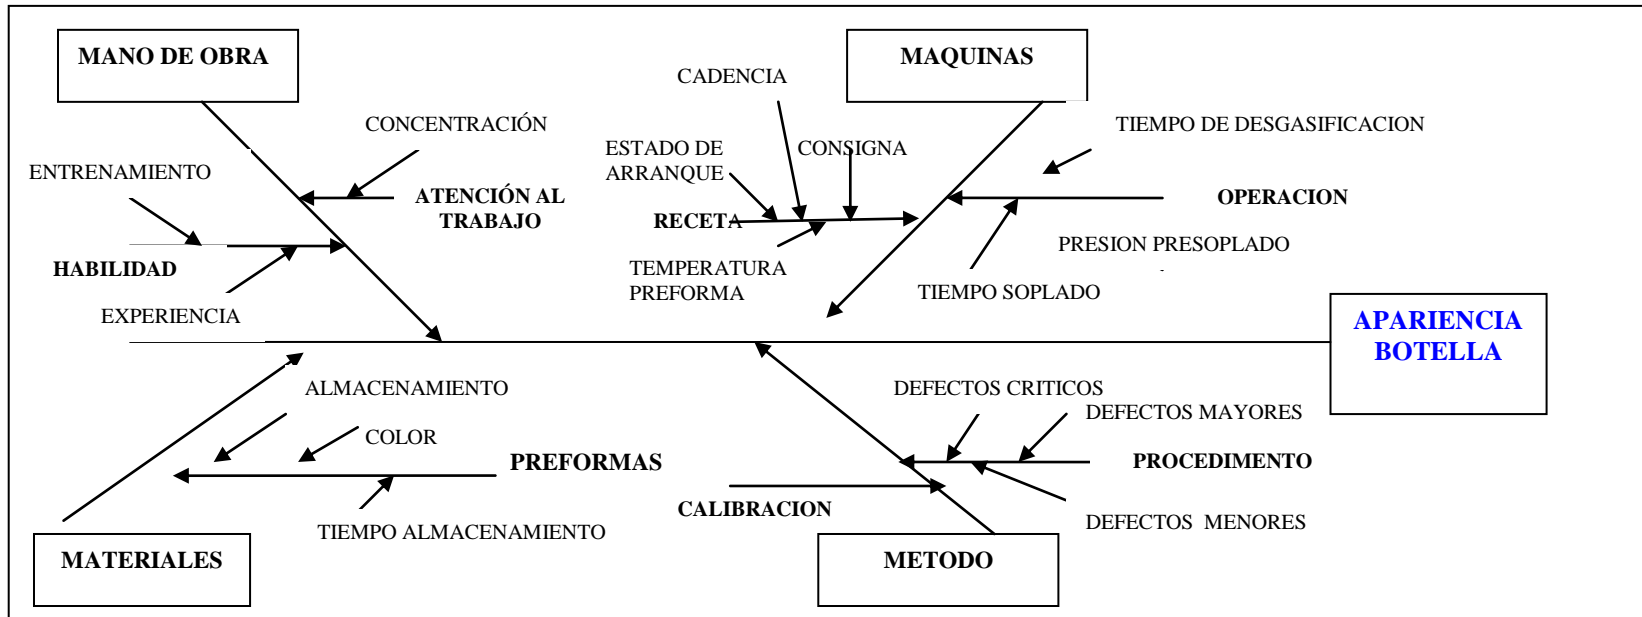 MANO DE OBRA
MAQUINAS
CADENCIA
CONCENTRACIÓN
TIEMPO DE DESGASIFICACION
ESTADO DE
ARRANQUE
CONSIGNA
ENTRENAMIENTO
ATENCIÓN AL
TRABAJO
OPERACION
RECETA
HABILIDAD
PRESION PRESOPLADO
TEMPERATURA
PREFORMA
TIEMPO SOPLADO
EXPERIENCIA
APARIENCIA
BOTELLA
ALMACENAMIENTO
DEFECTOS CRITICOS
DEFECTOS MAYORES
COLOR
PREFORMAS
PROCEDIMENTO
CALIBRACION
TIEMPO ALMACENAMIENTO
DEFECTOS  MENORES
MATERIALES
METODO